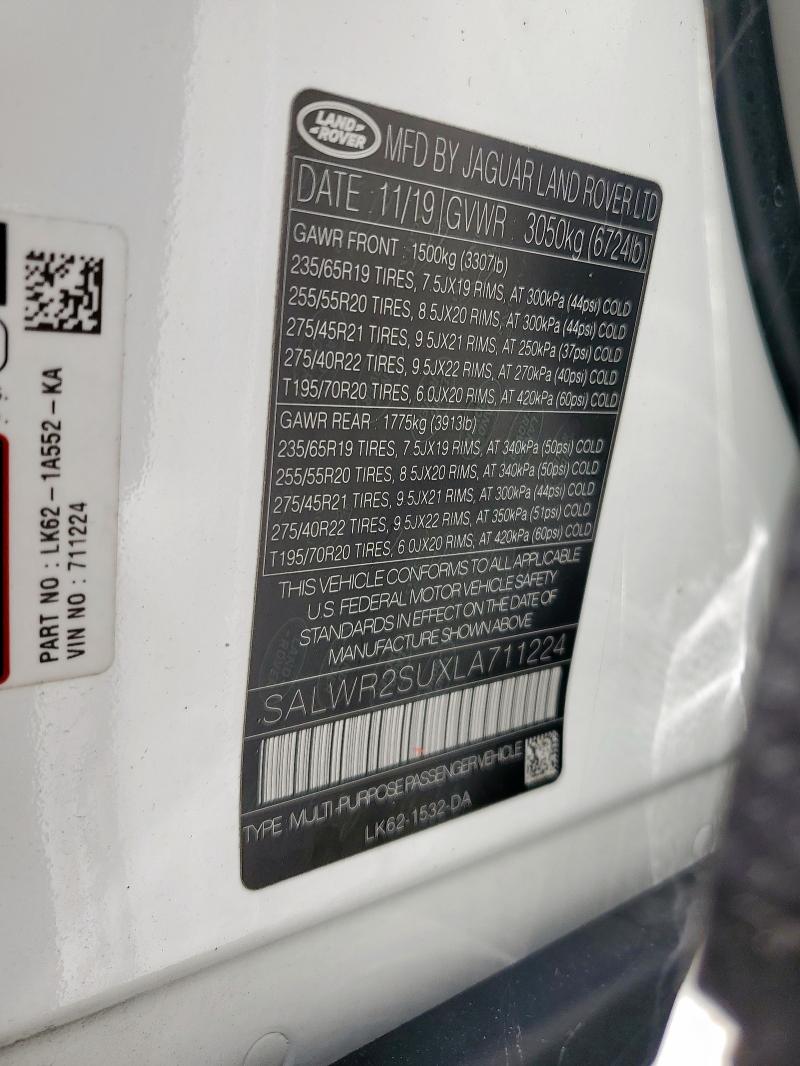 LAND
ROVER
MFD BY JAGUAR LAND ROVER LTD
DATE 11/19 GVWR 3050kg (6724lb)
GAWR FRONT : 1500kg (3307lb)
235/65R19 TIRES, 7.5JX19 RIMS, AT 300kPa (44psi) COLD
255/55R20 TIRES, 8.5JX20 RIMS, AT 300kPa (44psi) COLD
275/45R21 TIRES, 9.5JX21 RIMS, AT 250kPa (37psi) COLD
275/40R22 TIRES, 9.5JX22 RIMS, AT 270kPa (40psi) COLD
T195/70R20 TIRES, 6.0JX20 RIMS, AT 420kPa (60psi) COLD
GAWR REAR : 1775kg (3913lb)
235/65R19 TIRES, 7.5JX19 RIMS, AT 340kPa (50psi) COLD
255/55R20 TIRES, 8.5JX20 RIMS, AT 340kPa (50psi) COLD
275/45R21 TIRES, 9.5JX21 RIMS, AT 300kPa (44psi) COLD
275/40R22 TIRES, 9.5JX22 RIMS, AT 350kPa (51psi) COLD
T195/70R20 TIRES, 6.0JX20 RIMS, AT 420kPa (60psi) COLD
THIS VEHICLE CONFORMS TO ALL APPLICABLE
U.S. FEDERAL MOTOR VEHICLE SAFETY
STANDARDS IN EFFECT ON THE DATE OF
MANUFACTURE SHOWN ABOVE
SALWR2SUXLA711224
TYPE MULTI-PURPOSE PASSENGER VEHICLE
LK62-1532-DA
PART NO : LK62-1A552-KA
VIN NO : 711224